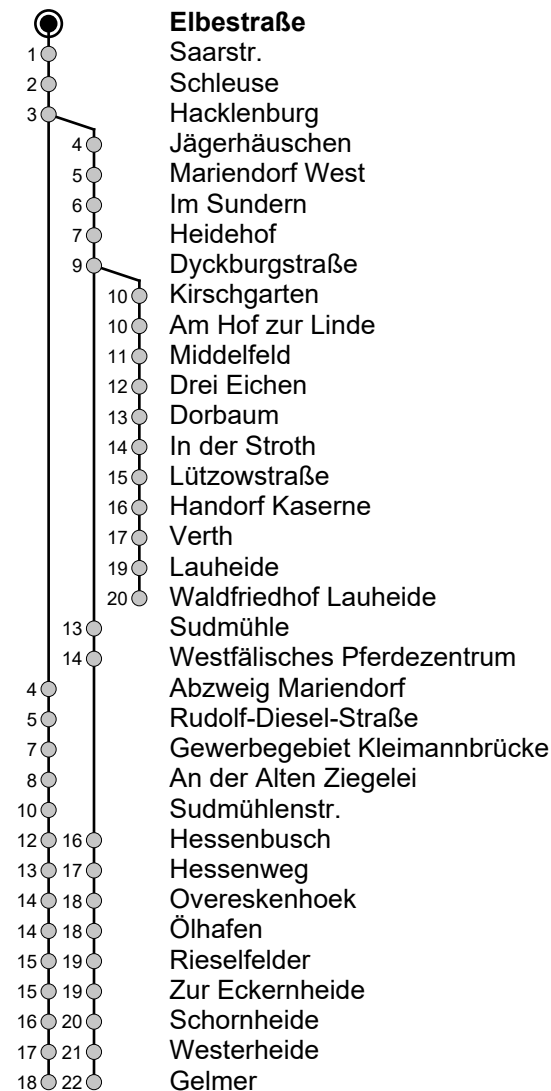 Elbestraße
1 Saarstr.
2 Schleuse
3 Hacklenburg
4 Jägerhäuschen
5 Mariendorf West
6 Im Sundern
7 Heidehof
9 Dyckburgstraße
10 Kirschgarten
10 Am Hof zur Linde
11 Middelfeld
12 Drei Eichen
13 Dorbaum
14 In der Stroth
15 Lützowstraße
16 Handorf Kaserne
17 Verth
19 Lauheide
20 Waldfriedhof Lauheide
13 Sudmühle
14 Westfälisches Pferdezentrum
4 Abzweig Mariendorf
5 Rudolf-Diesel-Straße
7 Gewerbegebiet Kleimannbrücke
8 An der Alten Ziegelei
10 Sudmühlenstr.
12 16 Hessenbusch
13 17 Hessenweg
14 18 Overeskenhoek
14 18 Ölhafen
15 19 Rieselfelder
15 19 Zur Eckernheide
16 20 Schornheide
17 21 Westerheide
18 22 Gelmer